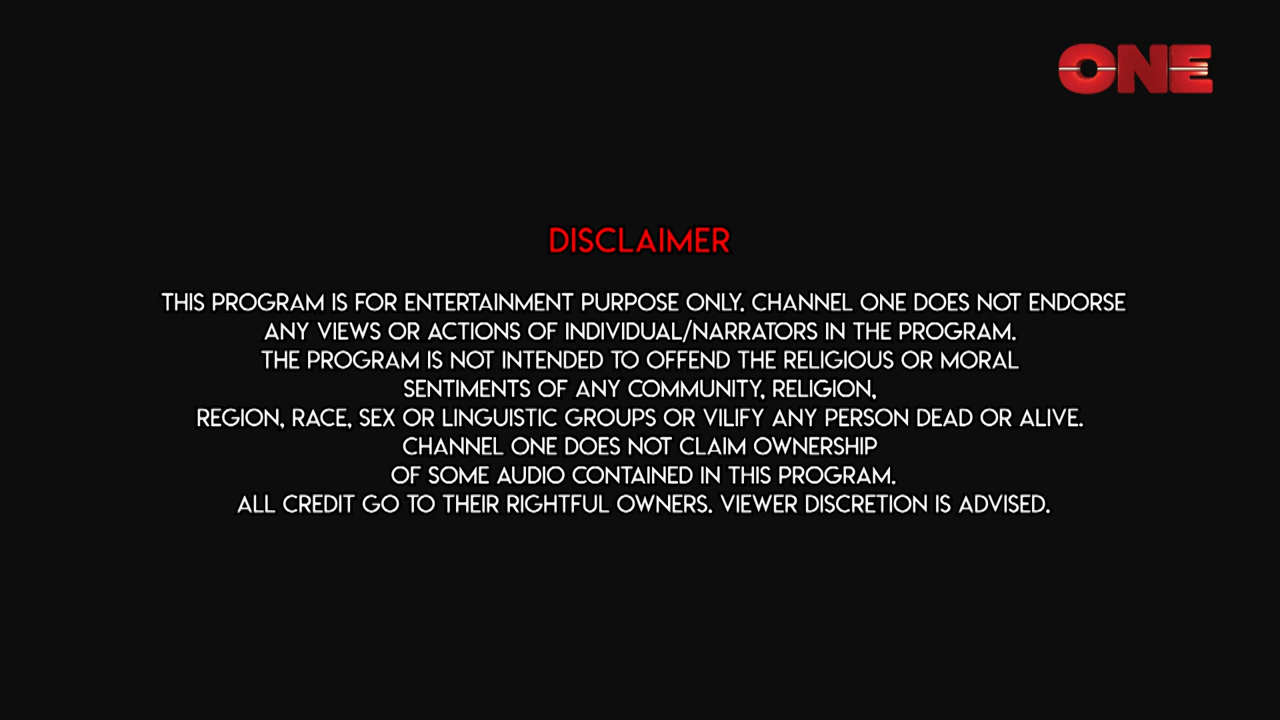 ONE
DISCLAIMER
THIS PROGRAM IS FOR ENTERTAINMENT PURPOSE ONLY. CHANNEL ONE DOES NOT ENDORSE
ANY VIEWS OR ACTIONS OF INDIVIDUAL/NARRATORS IN THE PROGRAM.
THE PROGRAM IS NOT INTENDED TO OFFEND THE RELIGIOUS OR MORAL
SENTIMENTS OF ANY COMMUNITY, RELIGION,
REGION, RACE, SEX OR LINGUISTIC GROUPS OR VILIFY ANY PERSON DEAD OR ALIVE.
CHANNEL ONE DOES NOT CLAIM OWNERSHIP
OF SOME AUDIO CONTAINED IN THIS PROGRAM.
ALL CREDIT GO TO THEIR RIGHTFUL OWNERS. VIEWER DISCRETION IS ADVISED.